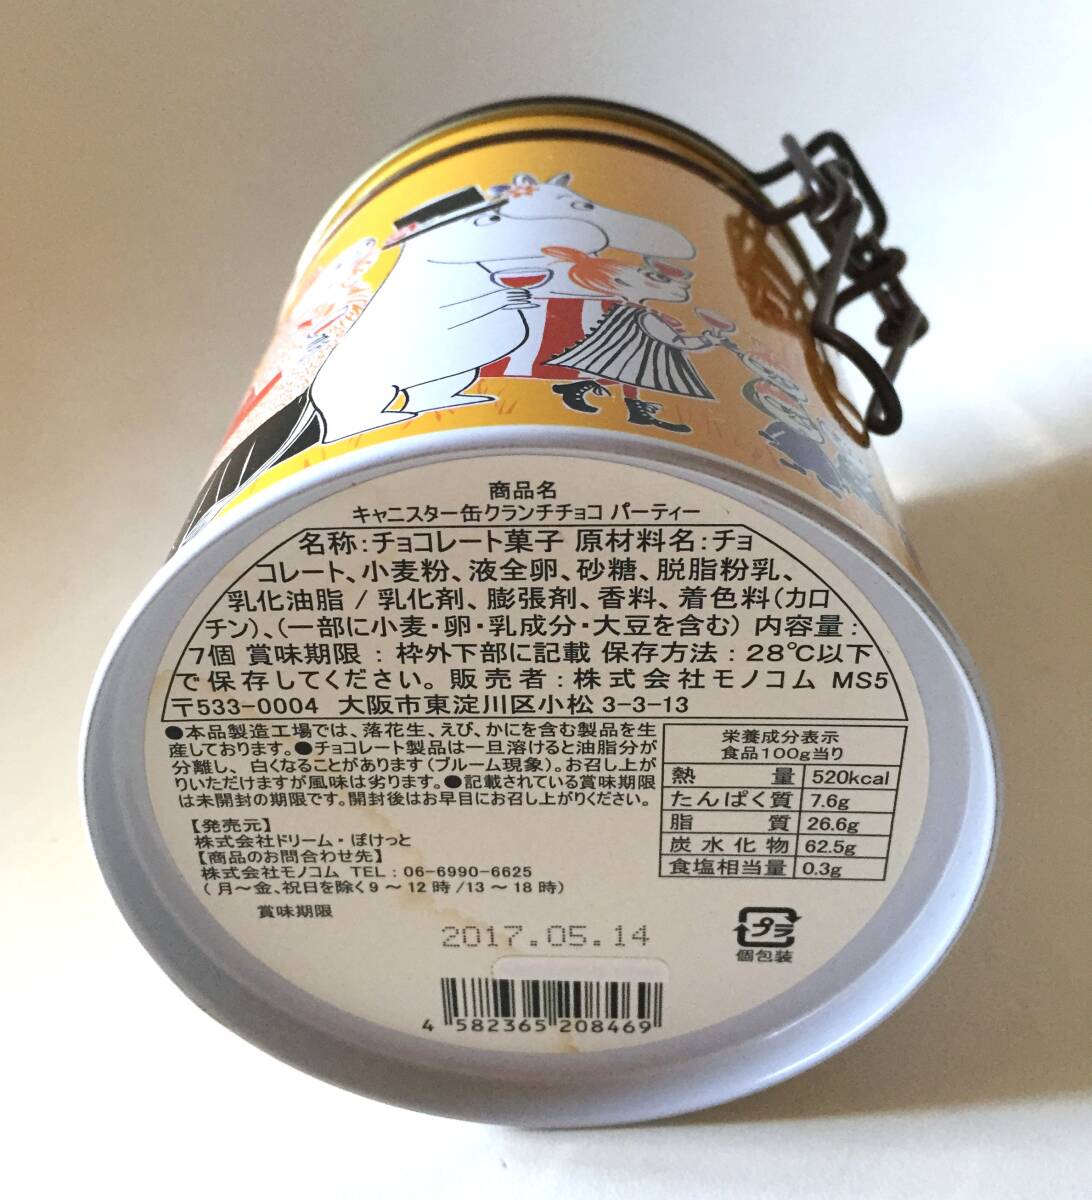 商品名
キャニスター缶クランチチョコ パーティー
名称:チョコレート菓子 原材料名:チョ
コレート、小麦粉、液全卵、砂糖、脱脂粉乳、
乳化油脂 / 乳化剤、膨張剤、香料、着色料(カロ
チン)、(一部に小麦・卵・乳成分・大豆を含む) 内容量:
7個 賞味期限 : 枠外下部に記載 保存方法 : 28℃以下
で保存してください。 販売者 : 株式会社モノコム MS5
〒533-0004 大阪市東淀川区小松 3-3-13
●本品製造工場では、落花生、えび、かにを含む製品を生
産しております。●チョコレート製品は一旦溶けると油脂分が
分離し、白くなることがあります(ブルーム現象)。お召し上が
りいただけますが風味は劣ります。●記載されている賞味期限
は未開封の期限です。開封後はお早目にお召し上がりください。
栄養成分表示
食品100g当り
熱量 520kcal
たんぱく質 7.6g
脂質 26.6g
炭水化物 62.5g
食塩相当量 0.3g
【発売元】
株式会社ドリーム・ぽけっと
【商品のお問合わせ先】
株式会社モノコム TEL : 06-6990-6625
(月〜金、祝日を除く9〜12時/13〜18時)
賞味期限
2017.05.14
プラ
個包装
4 582365 208469